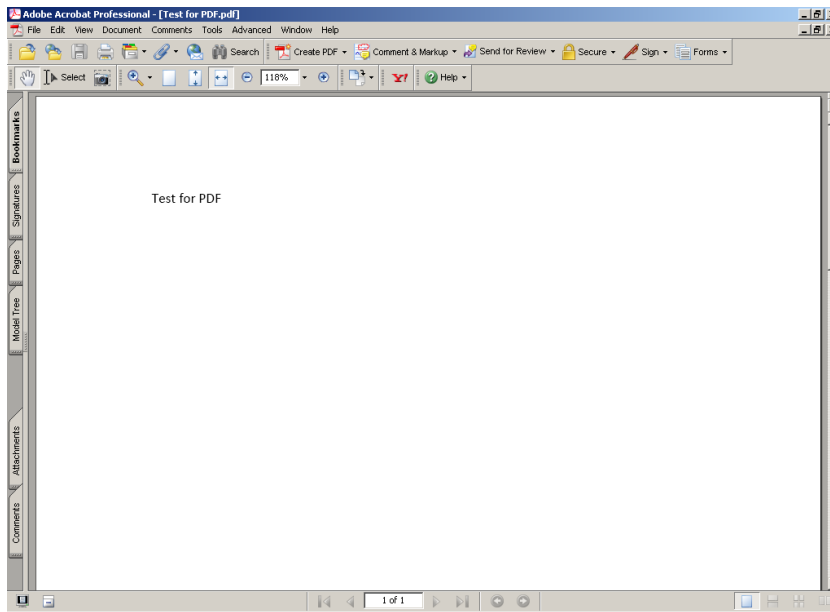 Adobe Acrobat Professional - [Test for PDF.pdf]
File Edit View Document Comments Tools Advanced Window Help
Search Create PDF Comment & Markup Send for Review Secure Sign Forms
Select 118% Y! Help
Bookmarks
Signatures
Pages
Model Tree
Attachments
Comments
Test for PDF
1 of 1